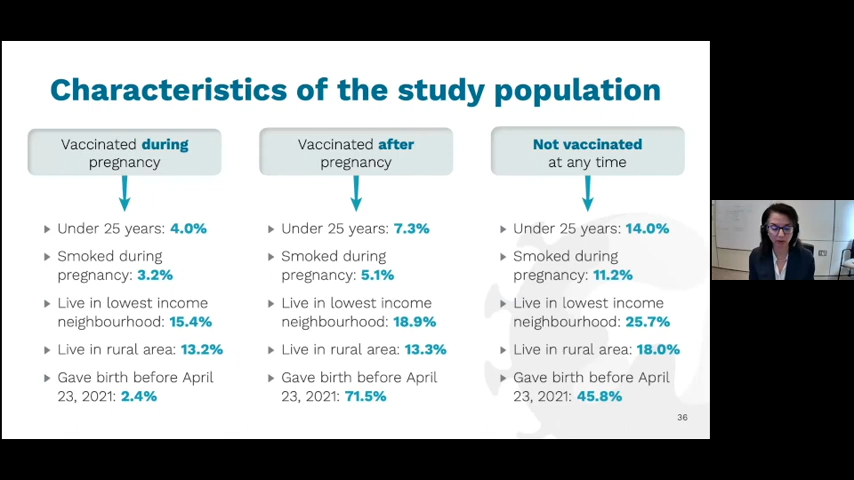 Characteristics of the study population
Vaccinated during
pregnancy
Under 25 years: 4.0%
Smoked during
pregnancy: 3.2%
Live in lowest income
neighbourhood: 15.4%
Live in rural area: 13.2%
Gave birth before April
23, 2021: 2.4%
Vaccinated after
pregnancy
Under 25 years: 7.3%
Smoked during
pregnancy: 5.1%
Live in lowest income
neighbourhood: 18.9%
Live in rural area: 13.3%
Gave birth before April
23, 2021: 71.5%
Not vaccinated
at any time
Under 25 years: 14.0%
Smoked during
pregnancy: 11.2%
Live in lowest income
neighbourhood: 25.7%
Live in rural area: 18.0%
Gave birth before April
23, 2021: 45.8%
36